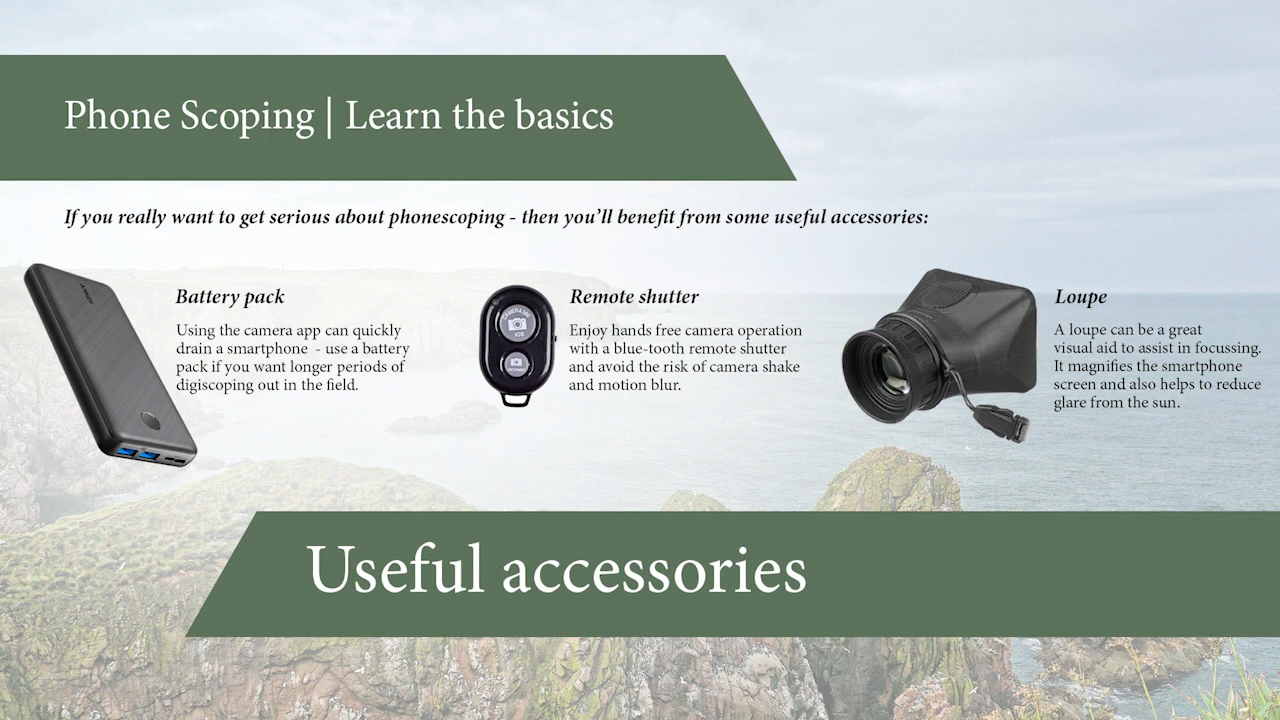 Phone Scoping | Learn the basics
If you really want to get serious about phonescoping - then you’ll benefit from some useful accessories:
Battery pack
Using the camera app can quickly
drain a smartphone  - use a battery
pack if you want longer periods of
digiscoping out in the field.
ANKER
Remote shutter
Enjoy hands free camera operation
with a blue-tooth remote shutter
and avoid the risk of camera shake
and motion blur.
CAMERA 360
iOS
Loupe
A loupe can be a great
visual aid to assist in focussing.
It magnifies the smartphone
screen and also helps to reduce
glare from the sun.
Useful accessories